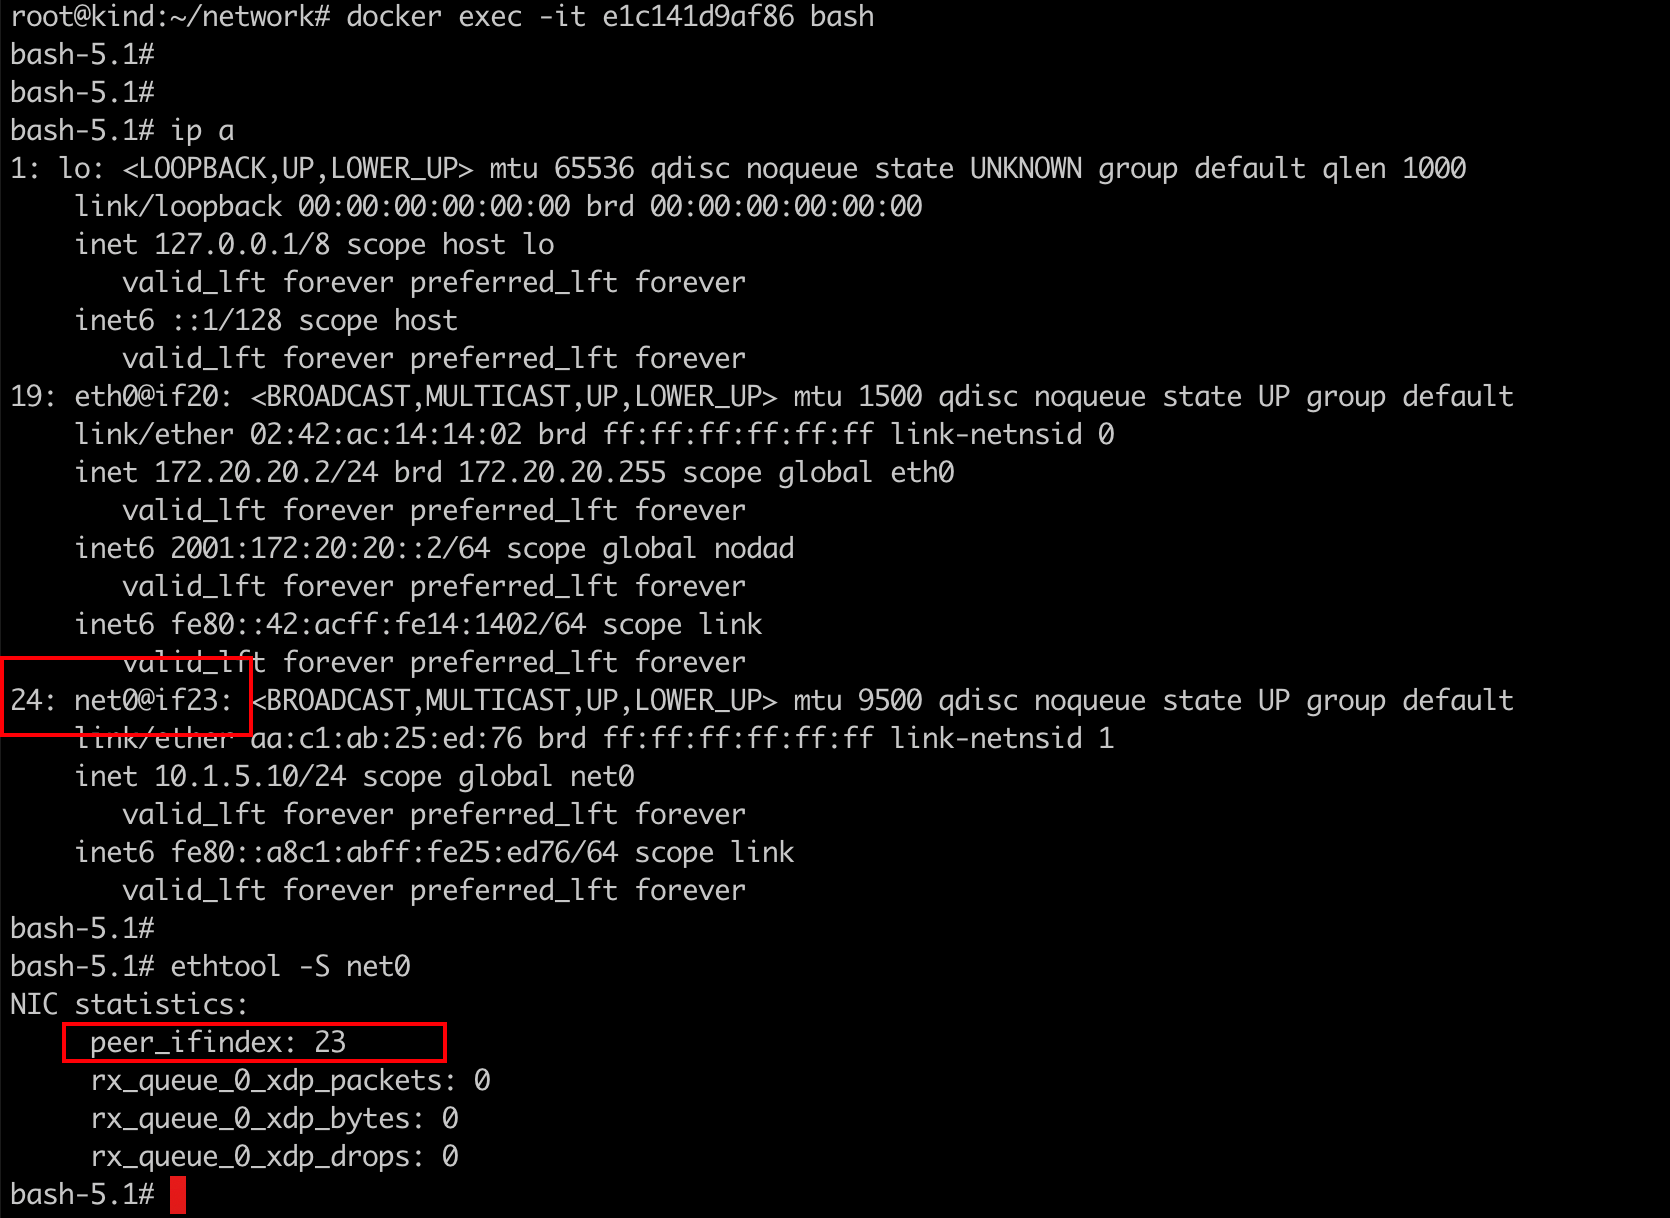 root@kind:~/network# docker exec -it e1c141d9af86 bash
bash-5.1#
bash-5.1#
bash-5.1# ip a
1: lo: <LOOPBACK,UP,LOWER_UP> mtu 65536 qdisc noqueue state UNKNOWN group default qlen 1000
    link/loopback 00:00:00:00:00:00 brd 00:00:00:00:00:00
    inet 127.0.0.1/8 scope host lo
       valid_lft forever preferred_lft forever
    inet6 ::1/128 scope host
       valid_lft forever preferred_lft forever
19: eth0@if20: <BROADCAST,MULTICAST,UP,LOWER_UP> mtu 1500 qdisc noqueue state UP group default
    link/ether 02:42:ac:14:14:02 brd ff:ff:ff:ff:ff:ff link-netnsid 0
    inet 172.20.20.2/24 brd 172.20.20.255 scope global eth0
       valid_lft forever preferred_lft forever
    inet6 2001:172:20:20::2/64 scope global nodad
       valid_lft forever preferred_lft forever
    inet6 fe80::42:acff:fe14:1402/64 scope link
       valid_lft forever preferred_lft forever
24: net0@if23: <BROADCAST,MULTICAST,UP,LOWER_UP> mtu 9500 qdisc noqueue state UP group default
    link/ether aa:c1:ab:25:ed:76 brd ff:ff:ff:ff:ff:ff link-netnsid 1
    inet 10.1.5.10/24 scope global net0
       valid_lft forever preferred_lft forever
    inet6 fe80::a8c1:abff:fe25:ed76/64 scope link
       valid_lft forever preferred_lft forever
bash-5.1#
bash-5.1# ethtool -S net0
NIC statistics:
     peer_ifindex: 23
     rx_queue_0_xdp_packets: 0
     rx_queue_0_xdp_bytes: 0
     rx_queue_0_xdp_drops: 0
bash-5.1#